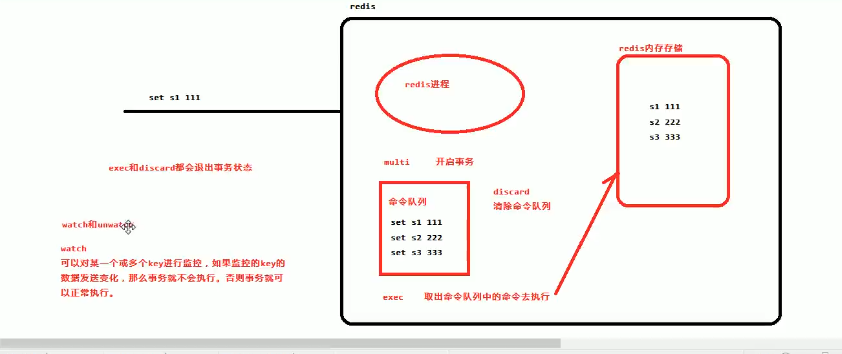 redis
set s1 111
redis进程
redis内存存储
s1 111
s2 222
s3 333
exec和discard都会退出事务状态
multi 开启事务
命令队列
set s1 111
set s2 222
set s3 333
discard
清除命令队列
exec 取出命令队列中的命令去执行
watch和unwatch
watch
可以对某一个或多个key进行监控，如果监控的key的
数据发送变化，那么事务就不会执行。否则事务就可
以正常执行。